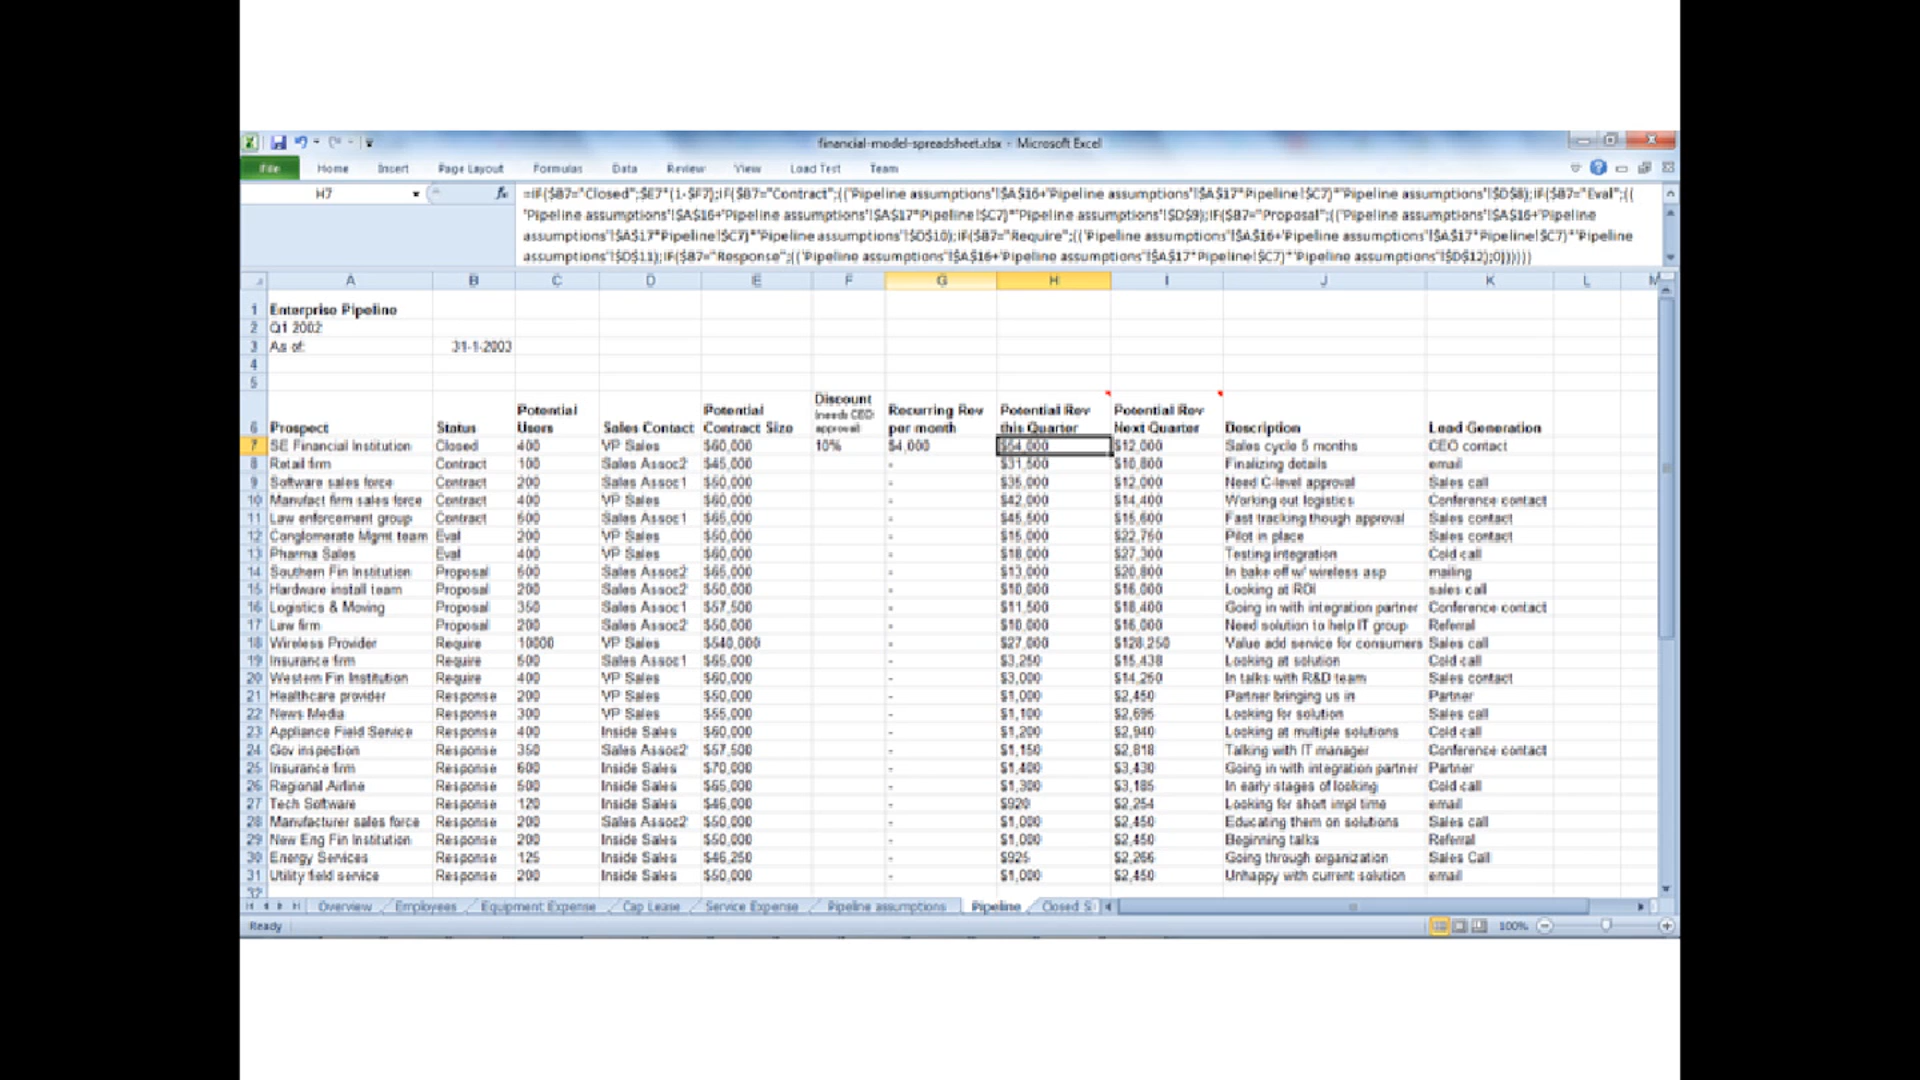 financial-model-spreadsheet.xlsx - Microsoft Excel
File Home Insert Page Layout Formulas Data Review View Load Test Team
H7 fx =IF($B7="Closed";$E7*(1-$F7);IF($B7="Contract";(('Pipeline assumptions'!$A$16+'Pipeline assumptions'!$A$17*Pipeline!$C7)*'Pipeline assumptions'!$D$8);IF($B7="Eval";((
'Pipeline assumptions'!$A$16+'Pipeline assumptions'!$A$17*Pipeline!$C7)*'Pipeline assumptions'!$D$9);IF($B7="Proposal";(('Pipeline assumptions'!$A$16+'Pipeline
assumptions'!$A$17*Pipeline!$C7)*'Pipeline assumptions'!$D$10);IF($B7="Require";(('Pipeline assumptions'!$A$16+'Pipeline assumptions'!$A$17*Pipeline!$C7)*'Pipeline
assumptions'!$D$11);IF($B7="Response";(('Pipeline assumptions'!$A$16+'Pipeline assumptions'!$A$17*Pipeline!$C7)*'Pipeline assumptions'!$D$12);0))))))
A B C D E F G H I J K L M
1 Enterprise Pipeline
2 Q1 2002
3 As of: 31-1-2003
4
5
6 Prospect Status Potential Users Sales Contact Potential Contract Size Discount (needs CEO approval) Recurring Rev per month Potential Rev this Quarter Potential Rev Next Quarter Description Lead Generation
7 SE Financial Institution Closed 400 VP Sales $60,000 10% $4,000 $54,000 $12,000 Sales cycle 5 months CEO contact
8 Retail firm Contract 100 Sales Assoc2 $45,000 - $31,500 $10,800 Finalizing details email
9 Software sales force Contract 200 Sales Assoc1 $50,000 - $35,000 $12,000 Need C-level approval Sales call
10 Manufact firm sales force Contract 400 VP Sales $60,000 - $42,000 $14,400 Working out logistics Conference contact
11 Law enforcement group Contract 500 Sales Assoc1 $65,000 - $45,500 $15,600 Fast tracking though approval Sales contact
12 Conglomerate Mgmt team Eval 200 VP Sales $50,000 - $15,000 $22,750 Pilot in place Sales contact
13 Pharma Sales Eval 400 VP Sales $60,000 - $18,000 $27,300 Testing integration Cold call
14 Southern Fin Institution Proposal 500 Sales Assoc2 $65,000 - $13,000 $20,800 In bake off w/ wireless asp mailing
15 Hardware install team Proposal 200 Sales Assoc2 $50,000 - $10,000 $16,000 Looking at ROI sales call
16 Logistics & Moving Proposal 350 Sales Assoc1 $57,500 - $11,500 $18,400 Going in with integration partner Conference contact
17 Law firm Proposal 200 Sales Assoc2 $50,000 - $10,000 $16,000 Need solution to help IT group Referral
18 Wireless Provider Require 10000 VP Sales $540,000 - $27,000 $128,250 Value add service for consumers Sales call
19 Insurance firm Require 500 Sales Assoc1 $65,000 - $3,250 $15,438 Looking at solution Cold call
20 Western Fin Institution Require 400 VP Sales $60,000 - $3,000 $14,250 In talks with R&D team Sales contact
21 Healthcare provider Response 200 VP Sales $50,000 - $1,000 $2,450 Partner bringing us in Partner
22 News Media Response 300 VP Sales $55,000 - $1,100 $2,695 Looking for solution Sales call
23 Appliance Field Service Response 400 Inside Sales $60,000 - $1,200 $2,940 Looking at multiple solutions Cold call
24 Gov inspection Response 350 Sales Assoc2 $57,500 - $1,150 $2,818 Talking with IT manager Conference contact
25 Insurance firm Response 600 Inside Sales $70,000 - $1,400 $3,430 Going in with integration partner Partner
26 Regional Airline Response 500 Inside Sales $65,000 - $1,300 $3,185 In early stages of looking Cold call
27 Tech Software Response 120 Inside Sales $46,000 - $920 $2,254 Looking for short impl time email
28 Manufacturer sales force Response 200 Sales Assoc2 $50,000 - $1,000 $2,450 Educating them on solutions Sales call
29 New Eng Fin Institution Response 200 Inside Sales $50,000 - $1,000 $2,450 Beginning talks Referral
30 Energy Services Response 125 Inside Sales $46,250 - $925 $2,266 Going through organization Sales Call
31 Utility field service Response 200 Inside Sales $50,000 - $1,000 $2,450 Unhappy with current solution email
32
Overview Employees Equipment Expense Cap Lease Service Expense Pipeline assumptions Pipeline Closed S
Ready 100%